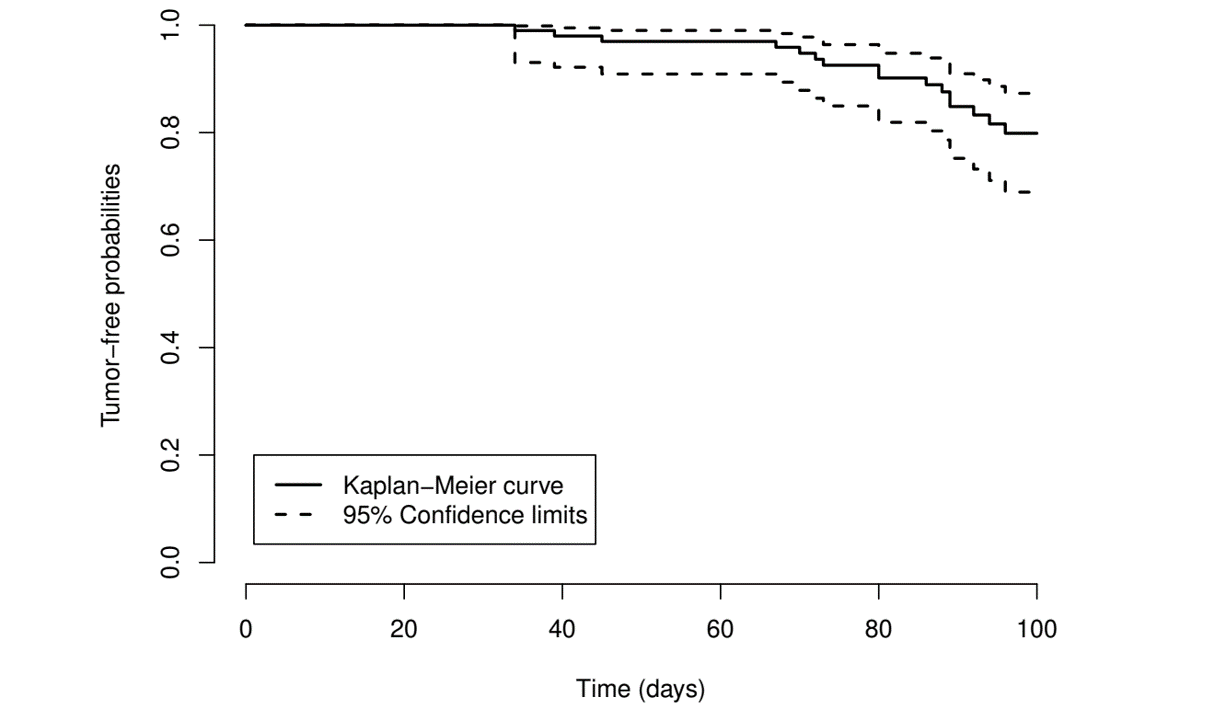 1.0
0.8
0.6
0.4
0.2
0.0
Tumor−free probabilities
Kaplan−Meier curve
95% Confidence limits
0 20 40 60 80 100
Time (days)